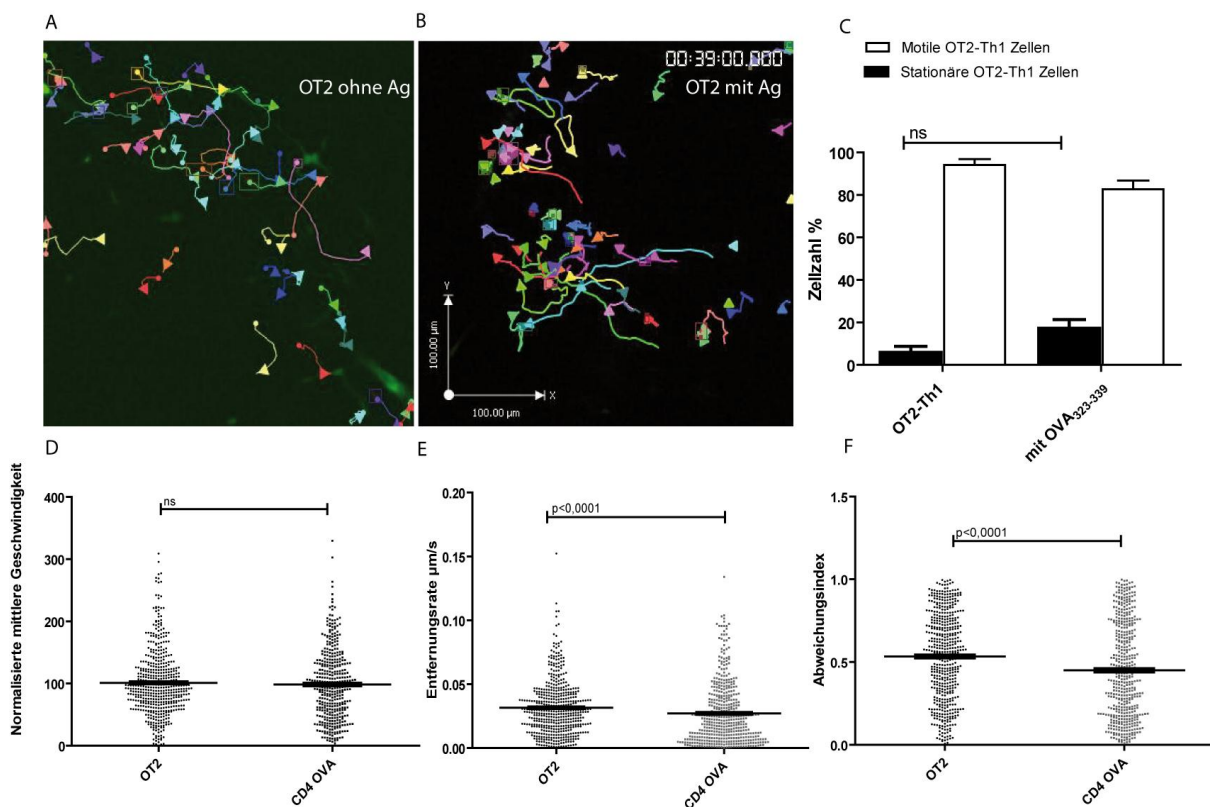 A
OT2 ohne Ag
B
00:39:00.000
OT2 mit Ag
Y
100.00 µm
X
100.00 µm
C
Motile OT2-Th1 Zellen
Stationäre OT2-Th1 Zellen
ns
Zellzahl %
100
80
60
40
20
0
OT2-Th1
mit OVA323-339
D
Normalisierte mittlere Geschwindigkeit
400
300
200
100
0
ns
OT2
CD4 OVA
E
Entfernungsrate µm/s
0.20
0.15
0.10
0.05
0.00
p<0,0001
OT2
CD4 OVA
F
Abweichungsindex
1.5
1.0
0.5
0.0
p<0,0001
OT2
CD4 OVA